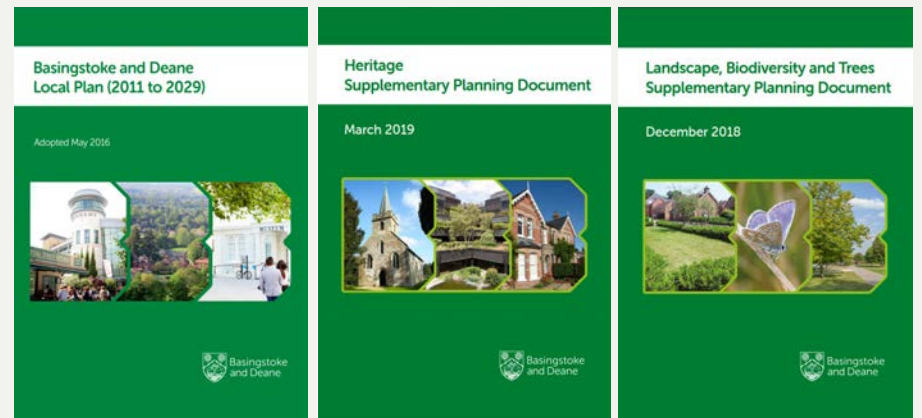 Basingstoke and Deane
Local Plan (2011 to 2029)
Adopted May 2016
Basingstoke
and Deane
Heritage
Supplementary Planning Document
March 2019
Basingstoke
and Deane
Landscape, Biodiversity and Trees
Supplementary Planning Document
December 2018
Basingstoke
and Deane